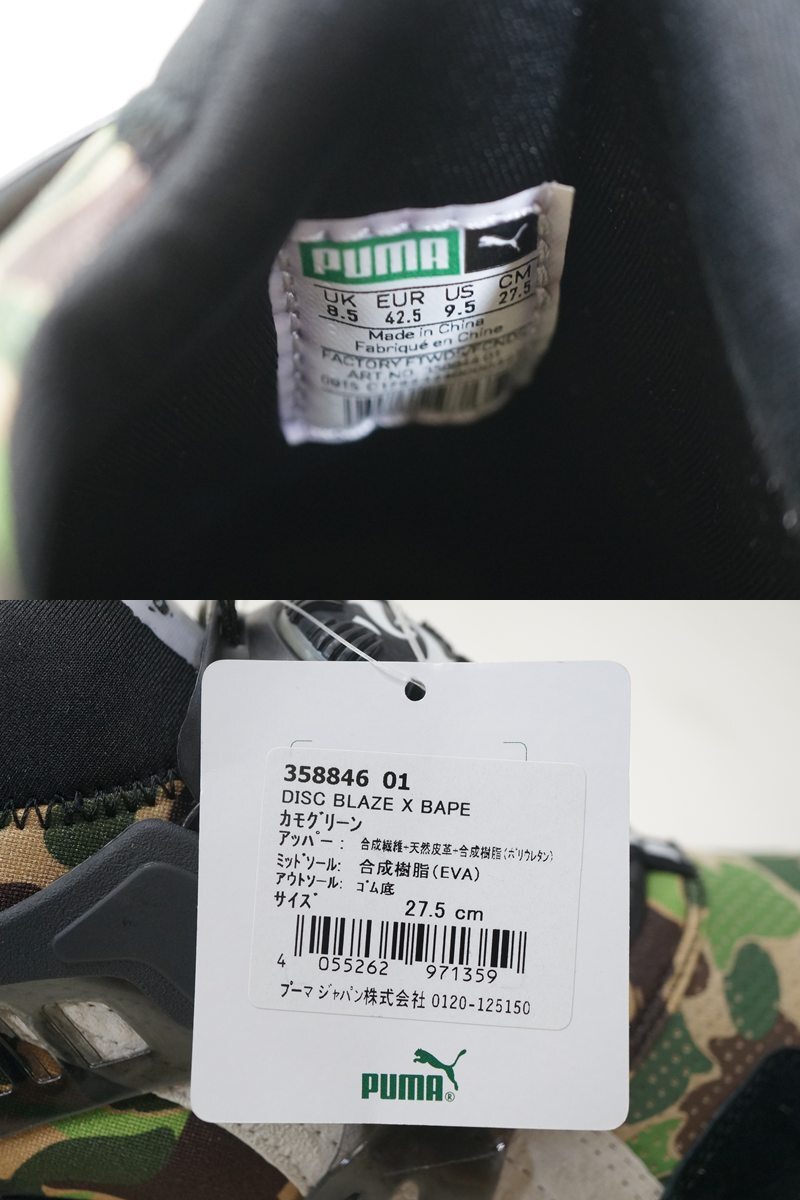 PUMA
UK EUR US CM
8.5 42.5 9.5 27.5
Made in China
Fabriqué en Chine
ART NO.
358846 01
DISC BLAZE X BAPE
カモグリーン
アッパー: 合成繊維+天然皮革+合成樹脂(ポリウレタン)
ミッドソール: 合成樹脂(EVA)
アウトソール: ゴム底
サイズ 27.5 cm
4 055262 971359
プーマ ジャパン株式会社 0120-125150
PUMA®